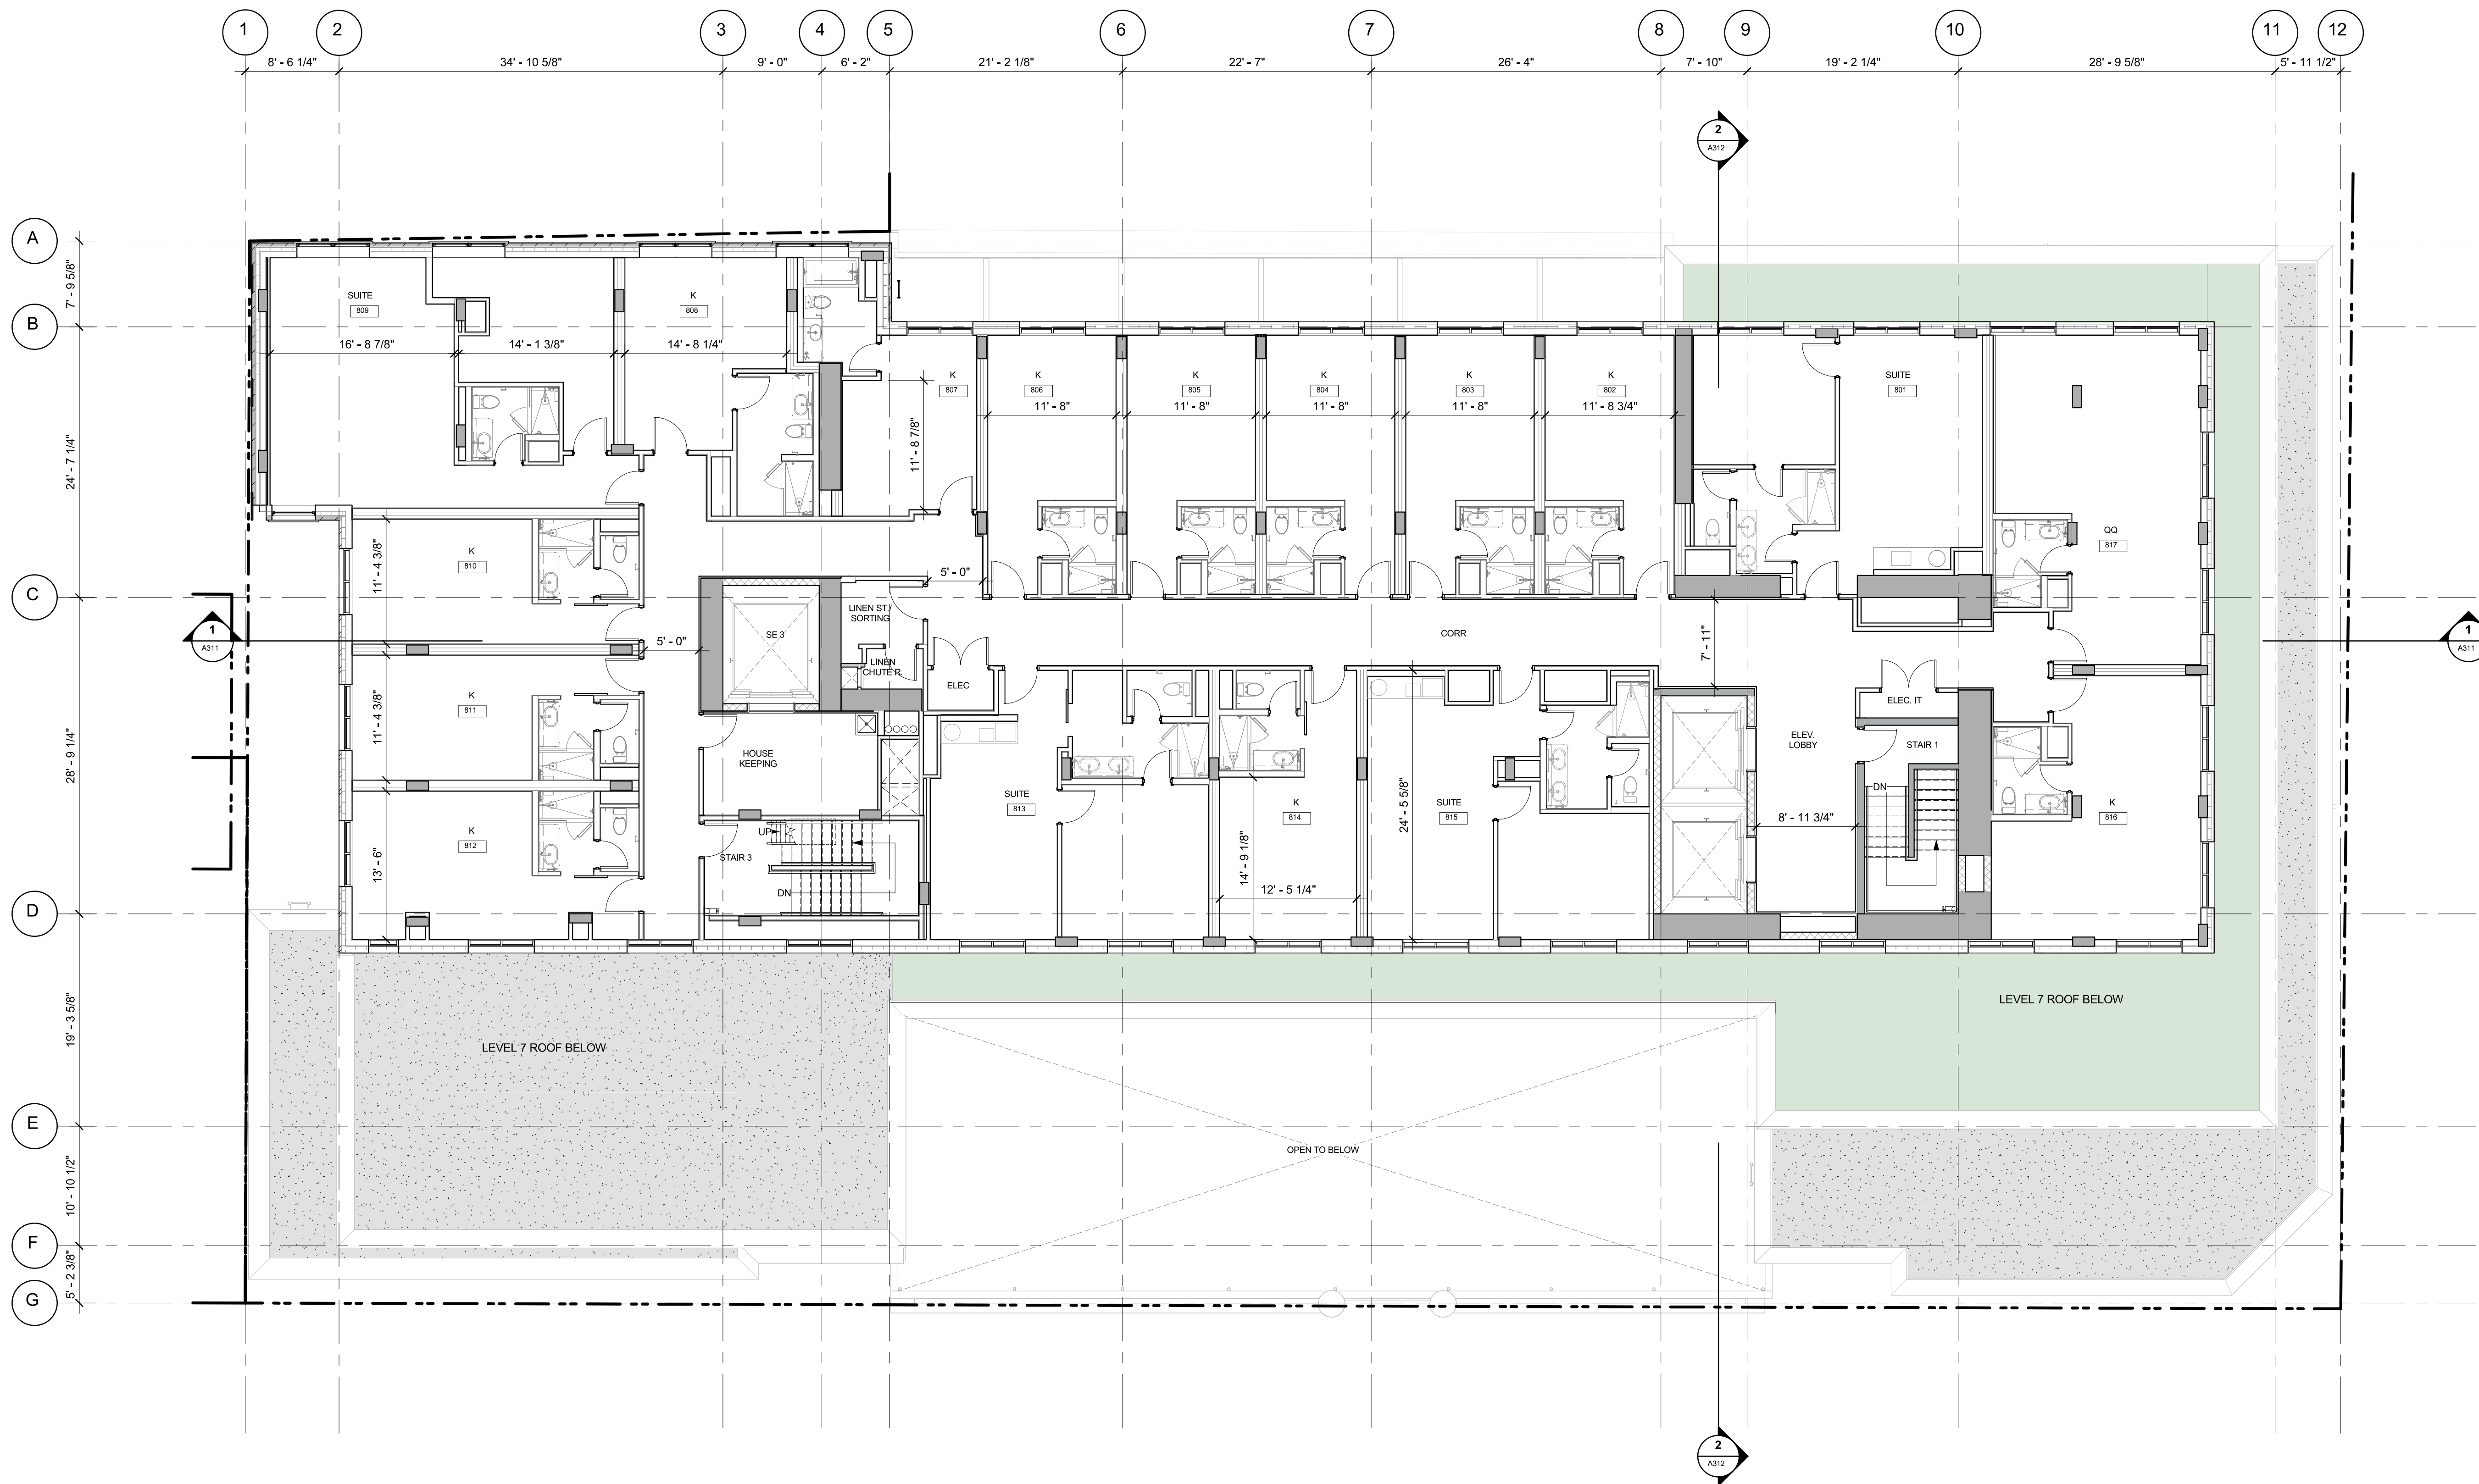 1
2
3
4
5
6
7
8
9
10
11
12
8' - 6 1/4"
34' - 10 5/8"
9' - 0"
6' - 2"
21' - 2 1/8"
22' - 7"
26' - 4"
7' - 10"
19' - 2 1/4"
28' - 9 5/8"
5' - 11 1/2"
2
A312
A
B
C
D
E
F
G
7' - 9 5/8"
24' - 7 1/4"
28' - 9 1/4"
19' - 3 5/8"
10' - 10 1/2"
5' - 2 3/8"
SUITE
809
K
808
16' - 8 7/8"
14' - 1 3/8"
14' - 8 1/4"
K
807
K
806
K
805
K
804
K
803
K
802
SUITE
801
11' - 8"
11' - 8"
11' - 8"
11' - 8"
11' - 8 3/4"
11' - 8 7/8"
QQ
817
K
810
11' - 4 3/8"
5' - 0"
LINEN ST./
SORTING
SE 3
CORR
1
A311
5' - 0"
7' - 11"
1
A311
LINEN
CHUTE R.
ELEC
K
811
11' - 4 3/8"
ELEC. IT
ELEV.
LOBBY
STAIR 1
HOUSE
KEEPING
DN
SUITE
813
K
814
24' - 5 5/8"
SUITE
815
8' - 11 3/4"
K
816
K
812
13' - 6"
UP
STAIR 3
DN
14' - 9 1/8"
12' - 5 1/4"
LEVEL 7 ROOF BELOW
LEVEL 7 ROOF BELOW
OPEN TO BELOW
2
A312